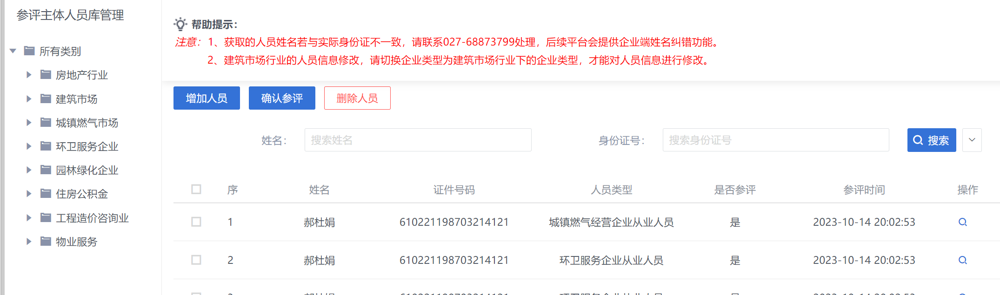 参评主体人员库管理
所有类别
房地产行业
建筑市场
城镇燃气市场
环卫服务企业
园林绿化企业
住房公积金
工程造价咨询业
物业服务
帮助提示：
注意：1、获取的人员姓名若与实际身份证不一致，请联系027-68873799处理，后续平台会提供企业端姓名纠错功能。
2、建筑市场行业的人员信息修改，请切换企业类型为建筑市场行业下的企业类型，才能对人员信息进行修改。
增加人员 确认参评 删除人员
姓名： 搜索姓名 身份证号： 搜索身份证号 搜索
序 姓名 证件号码 人员类型 是否参评 参评时间 操作
1 郝杜娟 610221198703214121 城镇燃气经营企业从业人员 是 2023-10-14 20:02:53
2 郝杜娟 610221198703214121 环卫服务企业从业人员 是 2023-10-14 20:02:53